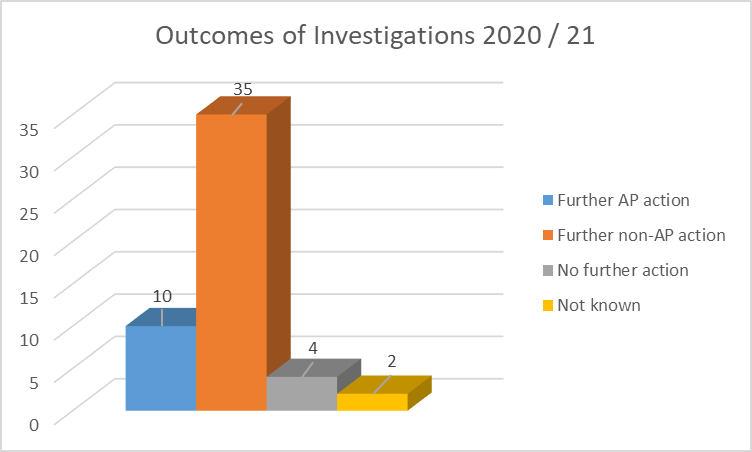 Outcomes of Investigations 2020 / 21
35
30
25
20
15
10
5
0
10
35
4
2
Further AP action
Further non-AP action
No further action
Not known